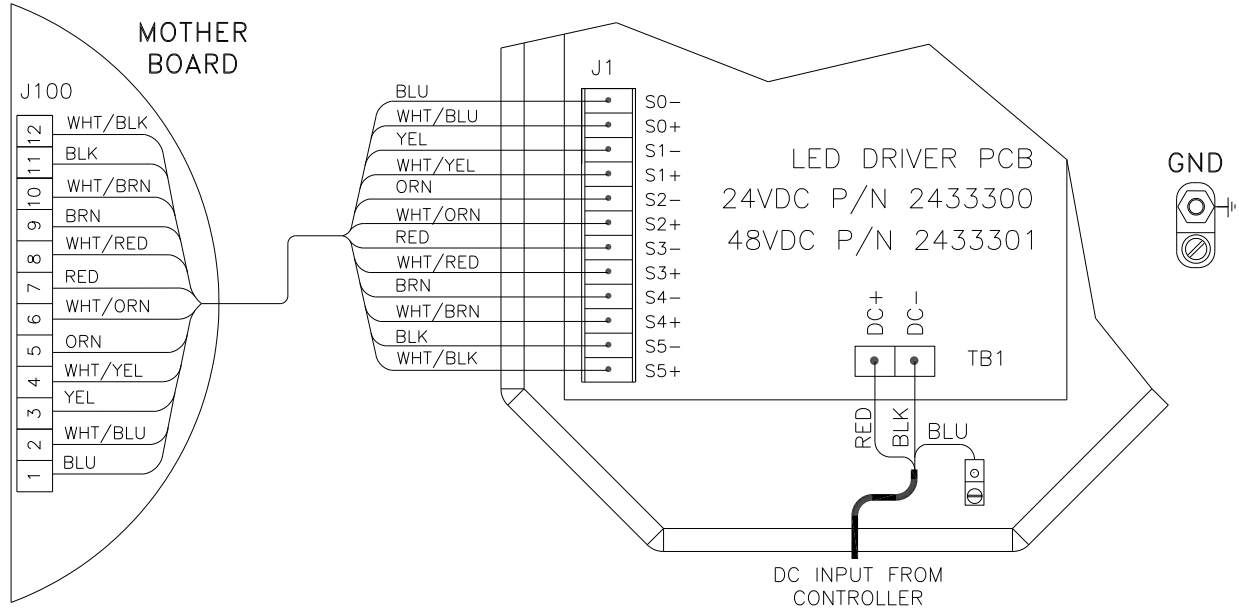 MOTHER
BOARD
J100
12 WHT/BLK
11 BLK
10 WHT/BRN
9 BRN
8 WHT/RED
7 RED
6 WHT/ORN
5 ORN
4 WHT/YEL
3 YEL
2 WHT/BLU
1 BLU
J1
BLU S0-
WHT/BLU S0+
YEL S1-
WHT/YEL S1+
ORN S2-
WHT/ORN S2+
RED S3-
WHT/RED S3+
BRN S4-
WHT/BRN S4+
BLK S5-
WHT/BLK S5+
LED DRIVER PCB
24VDC P/N 2433300
48VDC P/N 2433301
DC+ DC-
TB1
RED BLK BLU
DC INPUT FROM
CONTROLLER
GND